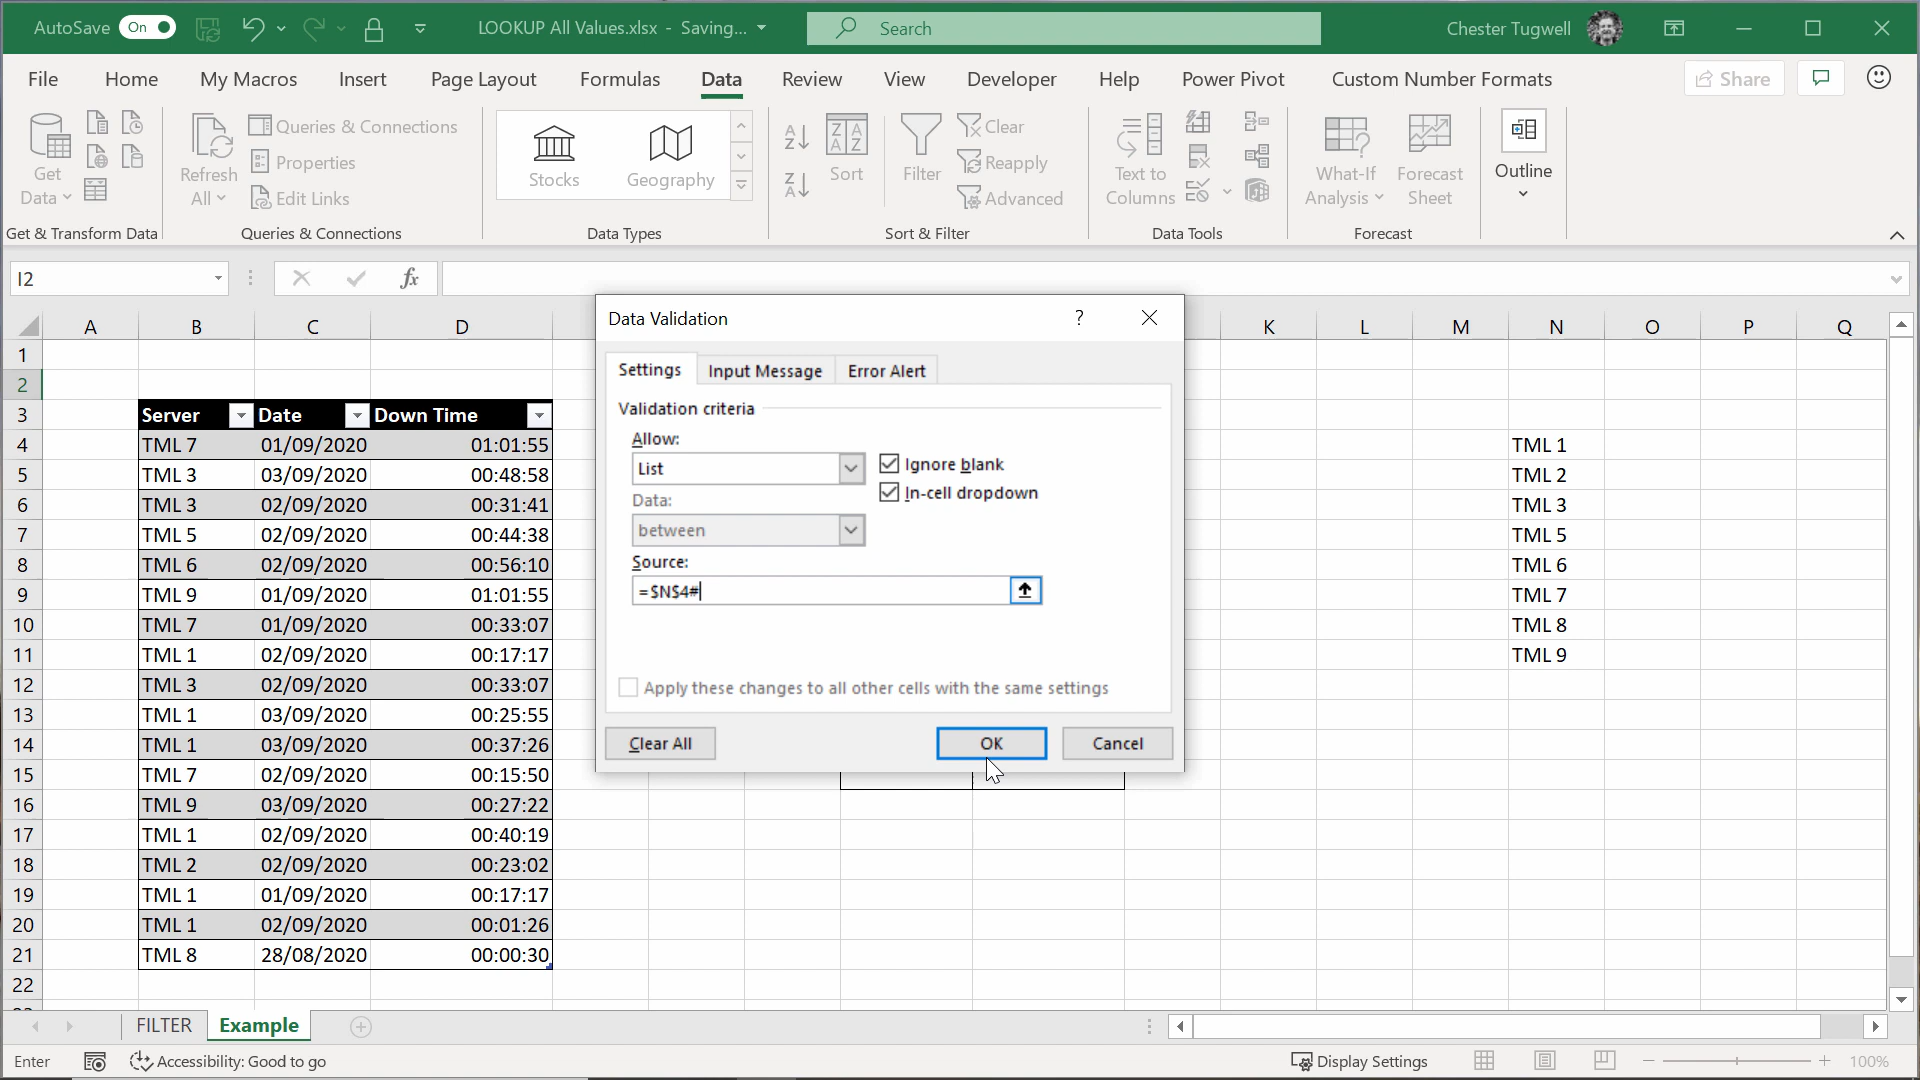 AutoSave On LOOKUP All Values.xlsx - Saving... Search Chester Tugwell
File Home My Macros Insert Page Layout Formulas Data Review View Developer Help Power Pivot Custom Number Formats Share
Get Data
Refresh All
Queries & Connections
Properties
Edit Links
Stocks Geography
Sort
Filter
Clear
Reapply
Advanced
Text to Columns
What-If Analysis
Forecast Sheet
Outline
Get & Transform Data Queries & Connections Data Types Sort & Filter Data Tools Forecast
I2 fx
A B C D K L M N O P Q
1
2
3 Server Date Down Time
4 TML 7 01/09/2020 01:01:55 TML 1
5 TML 3 03/09/2020 00:48:58 TML 2
6 TML 3 02/09/2020 00:31:41 TML 3
7 TML 5 02/09/2020 00:44:38 TML 5
8 TML 6 02/09/2020 00:56:10 TML 6
9 TML 9 01/09/2020 01:01:55 TML 7
10 TML 7 01/09/2020 00:33:07 TML 8
11 TML 1 02/09/2020 00:17:17 TML 9
12 TML 3 02/09/2020 00:33:07
13 TML 1 03/09/2020 00:25:55
14 TML 1 03/09/2020 00:37:26
15 TML 7 02/09/2020 00:15:50
16 TML 9 03/09/2020 00:27:22
17 TML 1 02/09/2020 00:40:19
18 TML 2 02/09/2020 00:23:02
19 TML 1 01/09/2020 00:17:17
20 TML 1 02/09/2020 00:01:26
21 TML 8 28/08/2020 00:00:30
22
Data Validation ?
Settings Input Message Error Alert
Validation criteria
Allow:
List Ignore blank
Data: In-cell dropdown
between
Source:
=$N$4#
Apply these changes to all other cells with the same settings
Clear All OK Cancel
FILTER Example
Enter Accessibility: Good to go Display Settings 100%